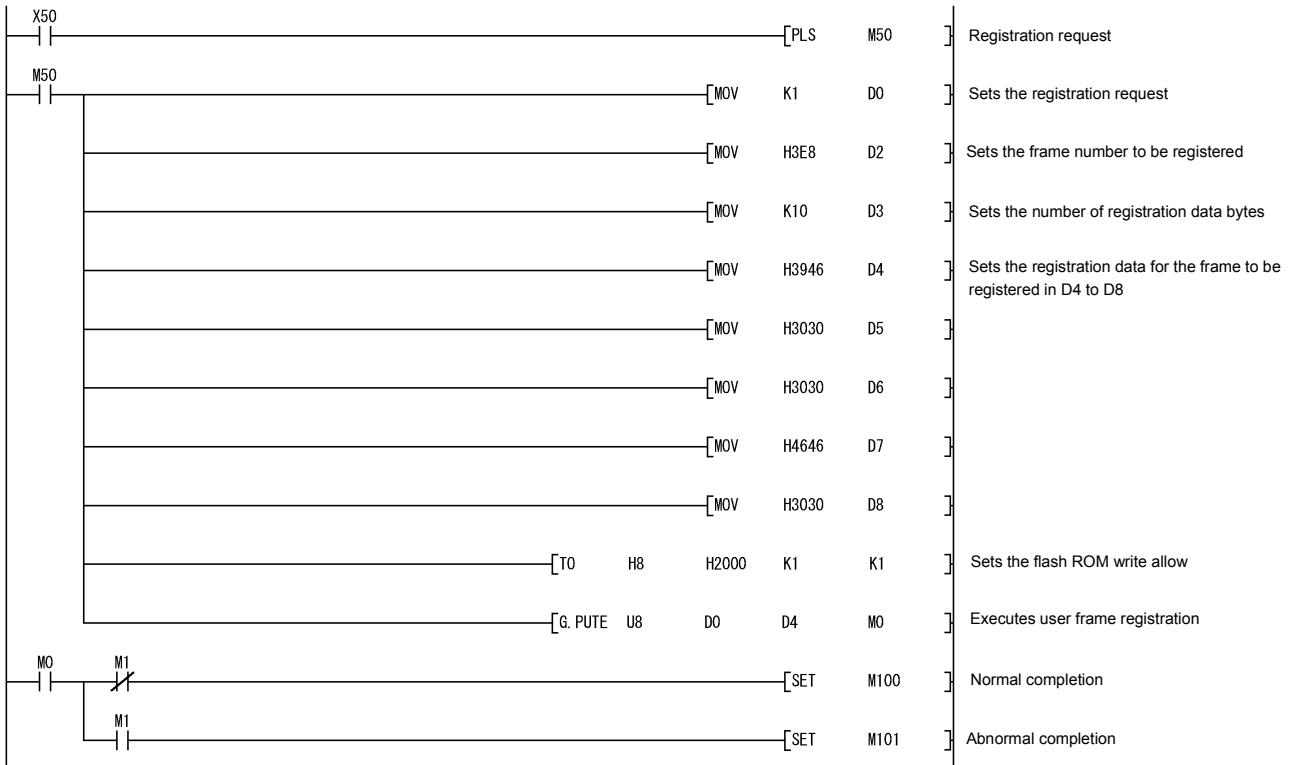 X50
[PLS M50 ] Registration request
M50
[MOV K1 D0 ] Sets the registration request
[MOV H3E8 D2 ] Sets the frame number to be registered
[MOV K10 D3 ] Sets the number of registration data bytes
[MOV H3946 D4 ] Sets the registration data for the frame to be
registered in D4 to D8
[MOV H3030 D5 ]
[MOV H3030 D6 ]
[MOV H4646 D7 ]
[MOV H3030 D8 ]
[TO H8 H2000 K1 K1 ] Sets the flash ROM write allow
[G. PUTE U8 D0 D4 M0 ] Executes user frame registration
M0 M1
[SET M100 ] Normal completion
M1
[SET M101 ] Abnormal completion